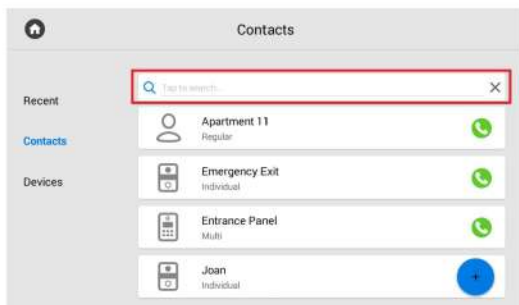 Contacts
Tap to search...
Recent
Contacts
Devices
Apartment 11
Regular
Emergency Exit
Individual
Entrance Panel
Multi
Joan
Individual